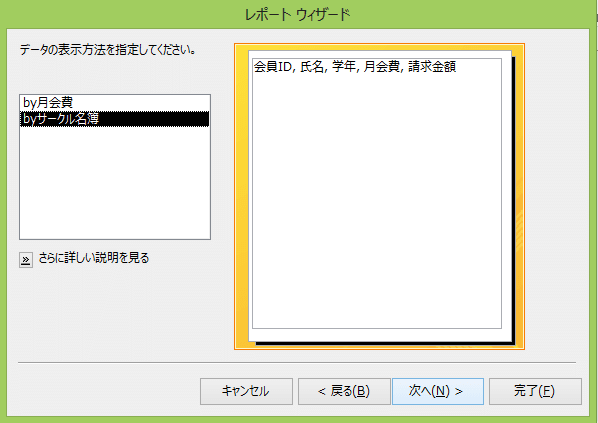 レポート ウィザード
データの表示方法を指定してください。
by月会費
byサークル名簿
会員ID, 氏名, 学年, 月会費, 請求金額
» さらに詳しい説明を見る
キャンセル
< 戻る(B)
次へ(N) >
完了(F)